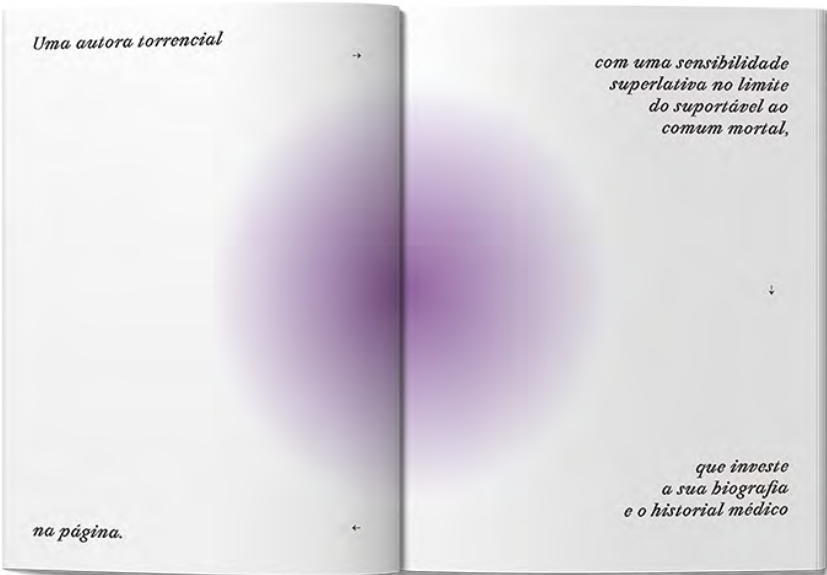 Uma autora torrencial
→
com uma sensibilidade
superlativa no limite
do suportável ao
comum mortal,
↓
que investe
a sua biografia
e o historial médico
←
na página.